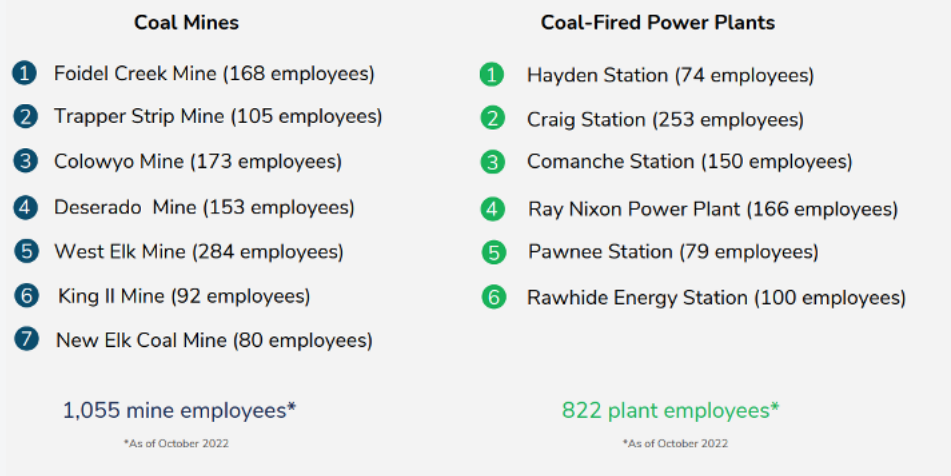 Coal Mines
1 Foidel Creek Mine (168 employees)
2 Trapper Strip Mine (105 employees)
3 Colowyo Mine (173 employees)
4 Deserado  Mine (153 employees)
5 West Elk Mine (284 employees)
6 King II Mine (92 employees)
7 New Elk Coal Mine (80 employees)
1,055 mine employees*
*As of October 2022
Coal-Fired Power Plants
1 Hayden Station (74 employees)
2 Craig Station (253 employees)
3 Comanche Station (150 employees)
4 Ray Nixon Power Plant (166 employees)
5 Pawnee Station (79 employees)
6 Rawhide Energy Station (100 employees)
822 plant employees*
*As of October 2022